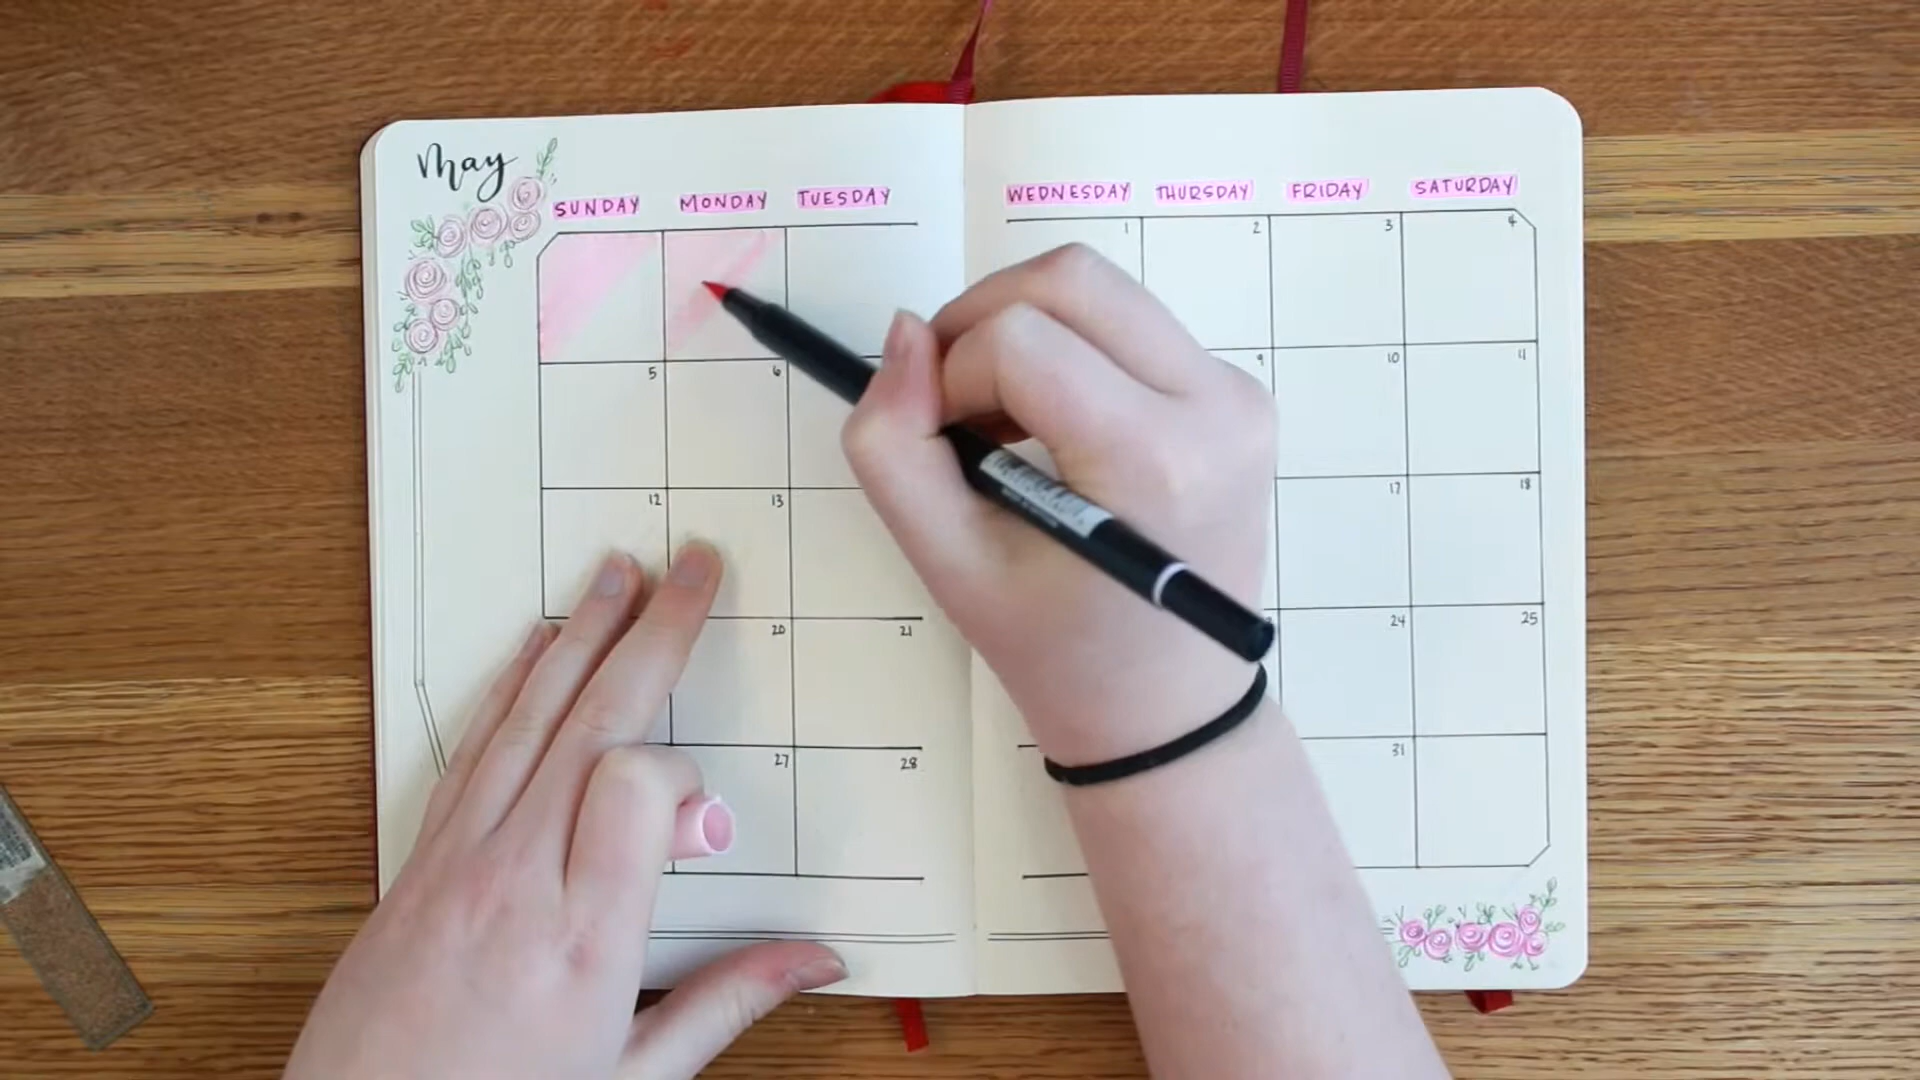 May
SUNDAY MONDAY TUESDAY WEDNESDAY THURSDAY FRIDAY SATURDAY
1 2 3 4
5 6 9 10 11
12 13 17 18
20 21 24 25
27 28 31